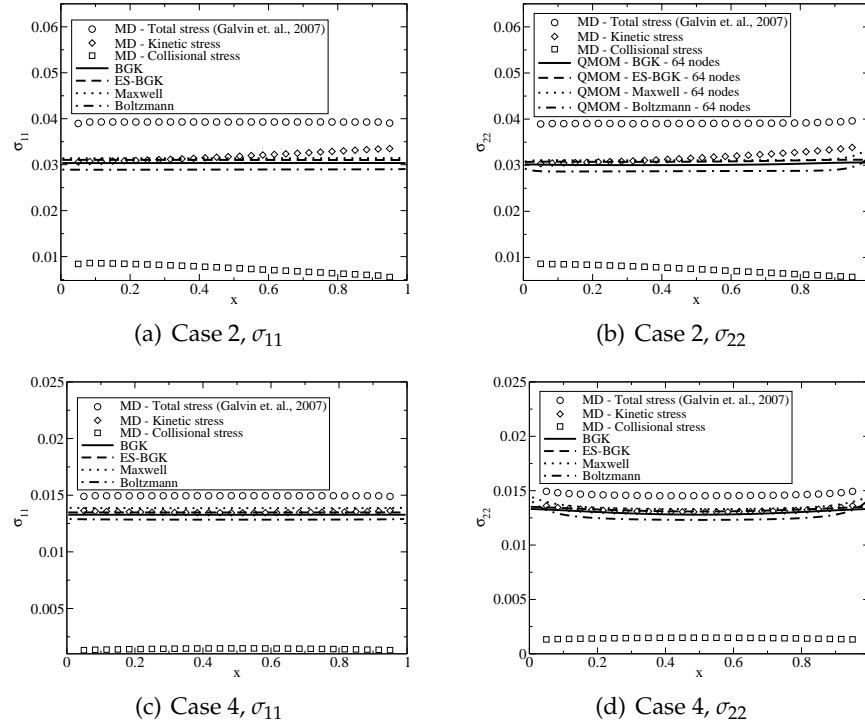 MD - Total stress (Galvin et. al., 2007)
MD - Kinetic stress
MD - Collisional stress
BGK
ES-BGK
Maxwell
Boltzmann
0.06
0.05
0.04
0.03
0.02
0.01
σ11
0 0.2 0.4 0.6 0.8 1
x
(a) Case 2, σ11
MD - Total stress (Galvin et. al., 2007)
MD - Kinetic stress
MD - Collisional stress
QMOM - BGK - 64 nodes
QMOM - ES-BGK - 64 nodes
QMOM - Maxwell - 64 nodes
QMOM - Boltzmann - 64 nodes
0.06
0.05
0.04
0.03
0.02
0.01
σ22
0 0.2 0.4 0.6 0.8
x
(b) Case 2, σ22
0.025
MD - Total stress (Galvin et. al., 2007)
MD - Kinetic stress
MD - Collisional stress
BGK
ES-BGK
Maxwell
Boltzmann
0.02
0.015
0.01
0.005
σ11
0 0.2 0.4 0.6 0.8 1
x
(c) Case 4, σ11
0.025
MD - Total stress (Galvin et. al., 2007)
MD - Kinetic stress
MD - Collisional stress
BGK
ES-BGK
Maxwell
Boltzmann
0.02
0.015
0.01
0.005
0
σ22
0 0.2 0.4 0.6 0.8
x
(d) Case 4, σ22